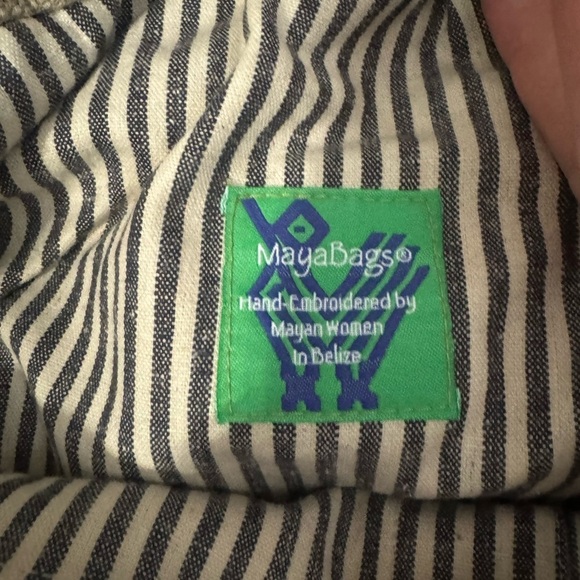 MayaBags®
Hand-Embroidered by
Mayan Women
In Belize